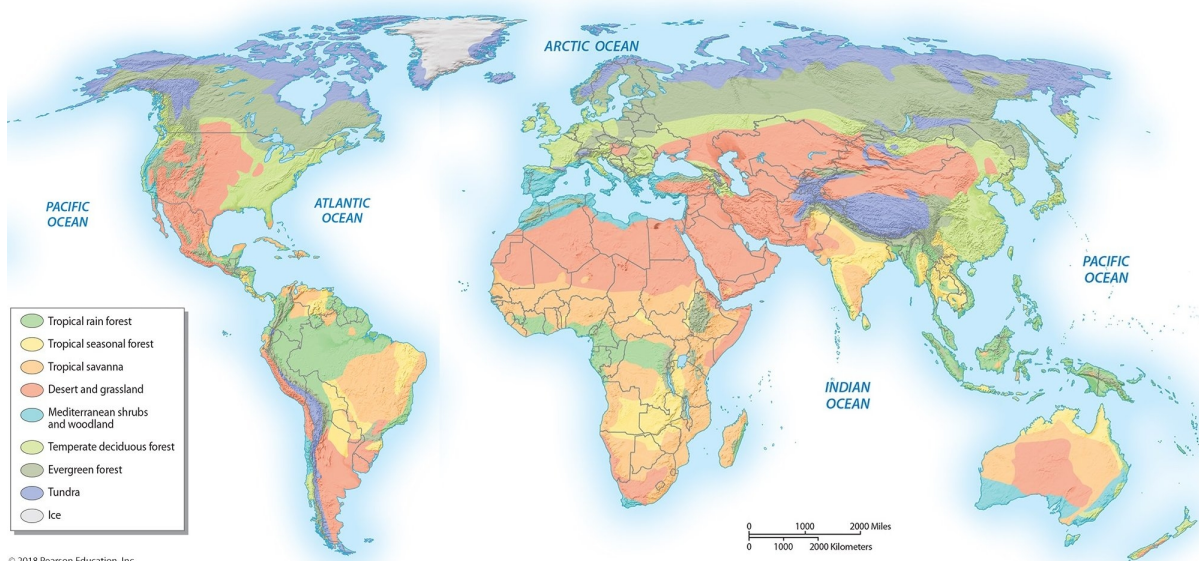 ARCTIC OCEAN
PACIFIC
OCEAN
ATLANTIC
OCEAN
PACIFIC
OCEAN
INDIAN
OCEAN
Tropical rain forest
Tropical seasonal forest
Tropical savanna
Desert and grassland
Mediterranean shrubs
and woodland
Temperate deciduous forest
Evergreen forest
Tundra
Ice
0 1000 2000 Miles
0 1000 2000 Kilometers
© 2018 Pearson Education, Inc.